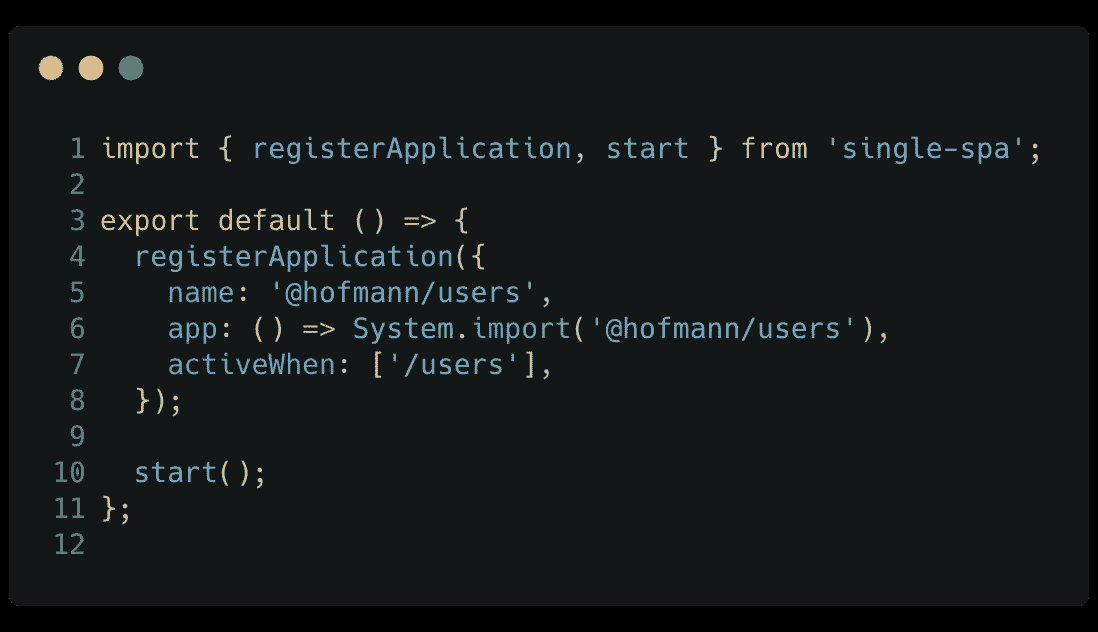 1 import { registerApplication, start } from 'single-spa';
2
3 export default () => {
4   registerApplication({
5     name: '@hofmann/users',
6     app: () => System.import('@hofmann/users'),
7     activeWhen: ['/users'],
8   });
9
10   start();
11 };
12